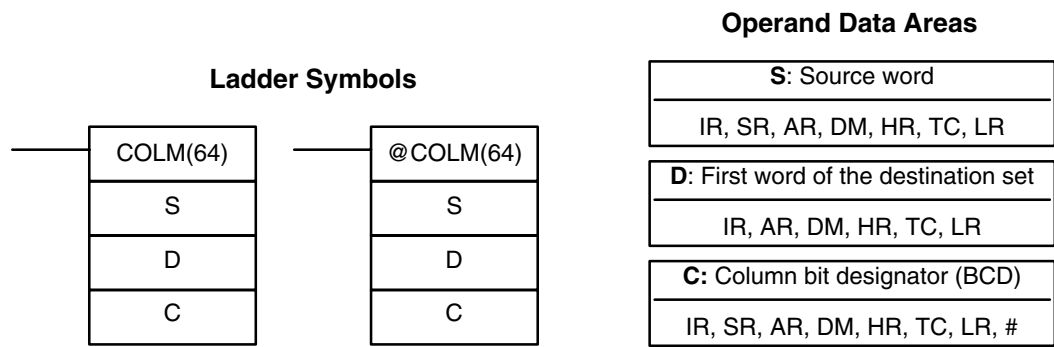 Ladder Symbols
COLM(64)
S
D
C
@COLM(64)
S
D
C
Operand Data Areas
S: Source word
IR, SR, AR, DM, HR, TC, LR
D: First word of the destination set
IR, AR, DM, HR, TC, LR
C: Column bit designator (BCD)
IR, SR, AR, DM, HR, TC, LR, #